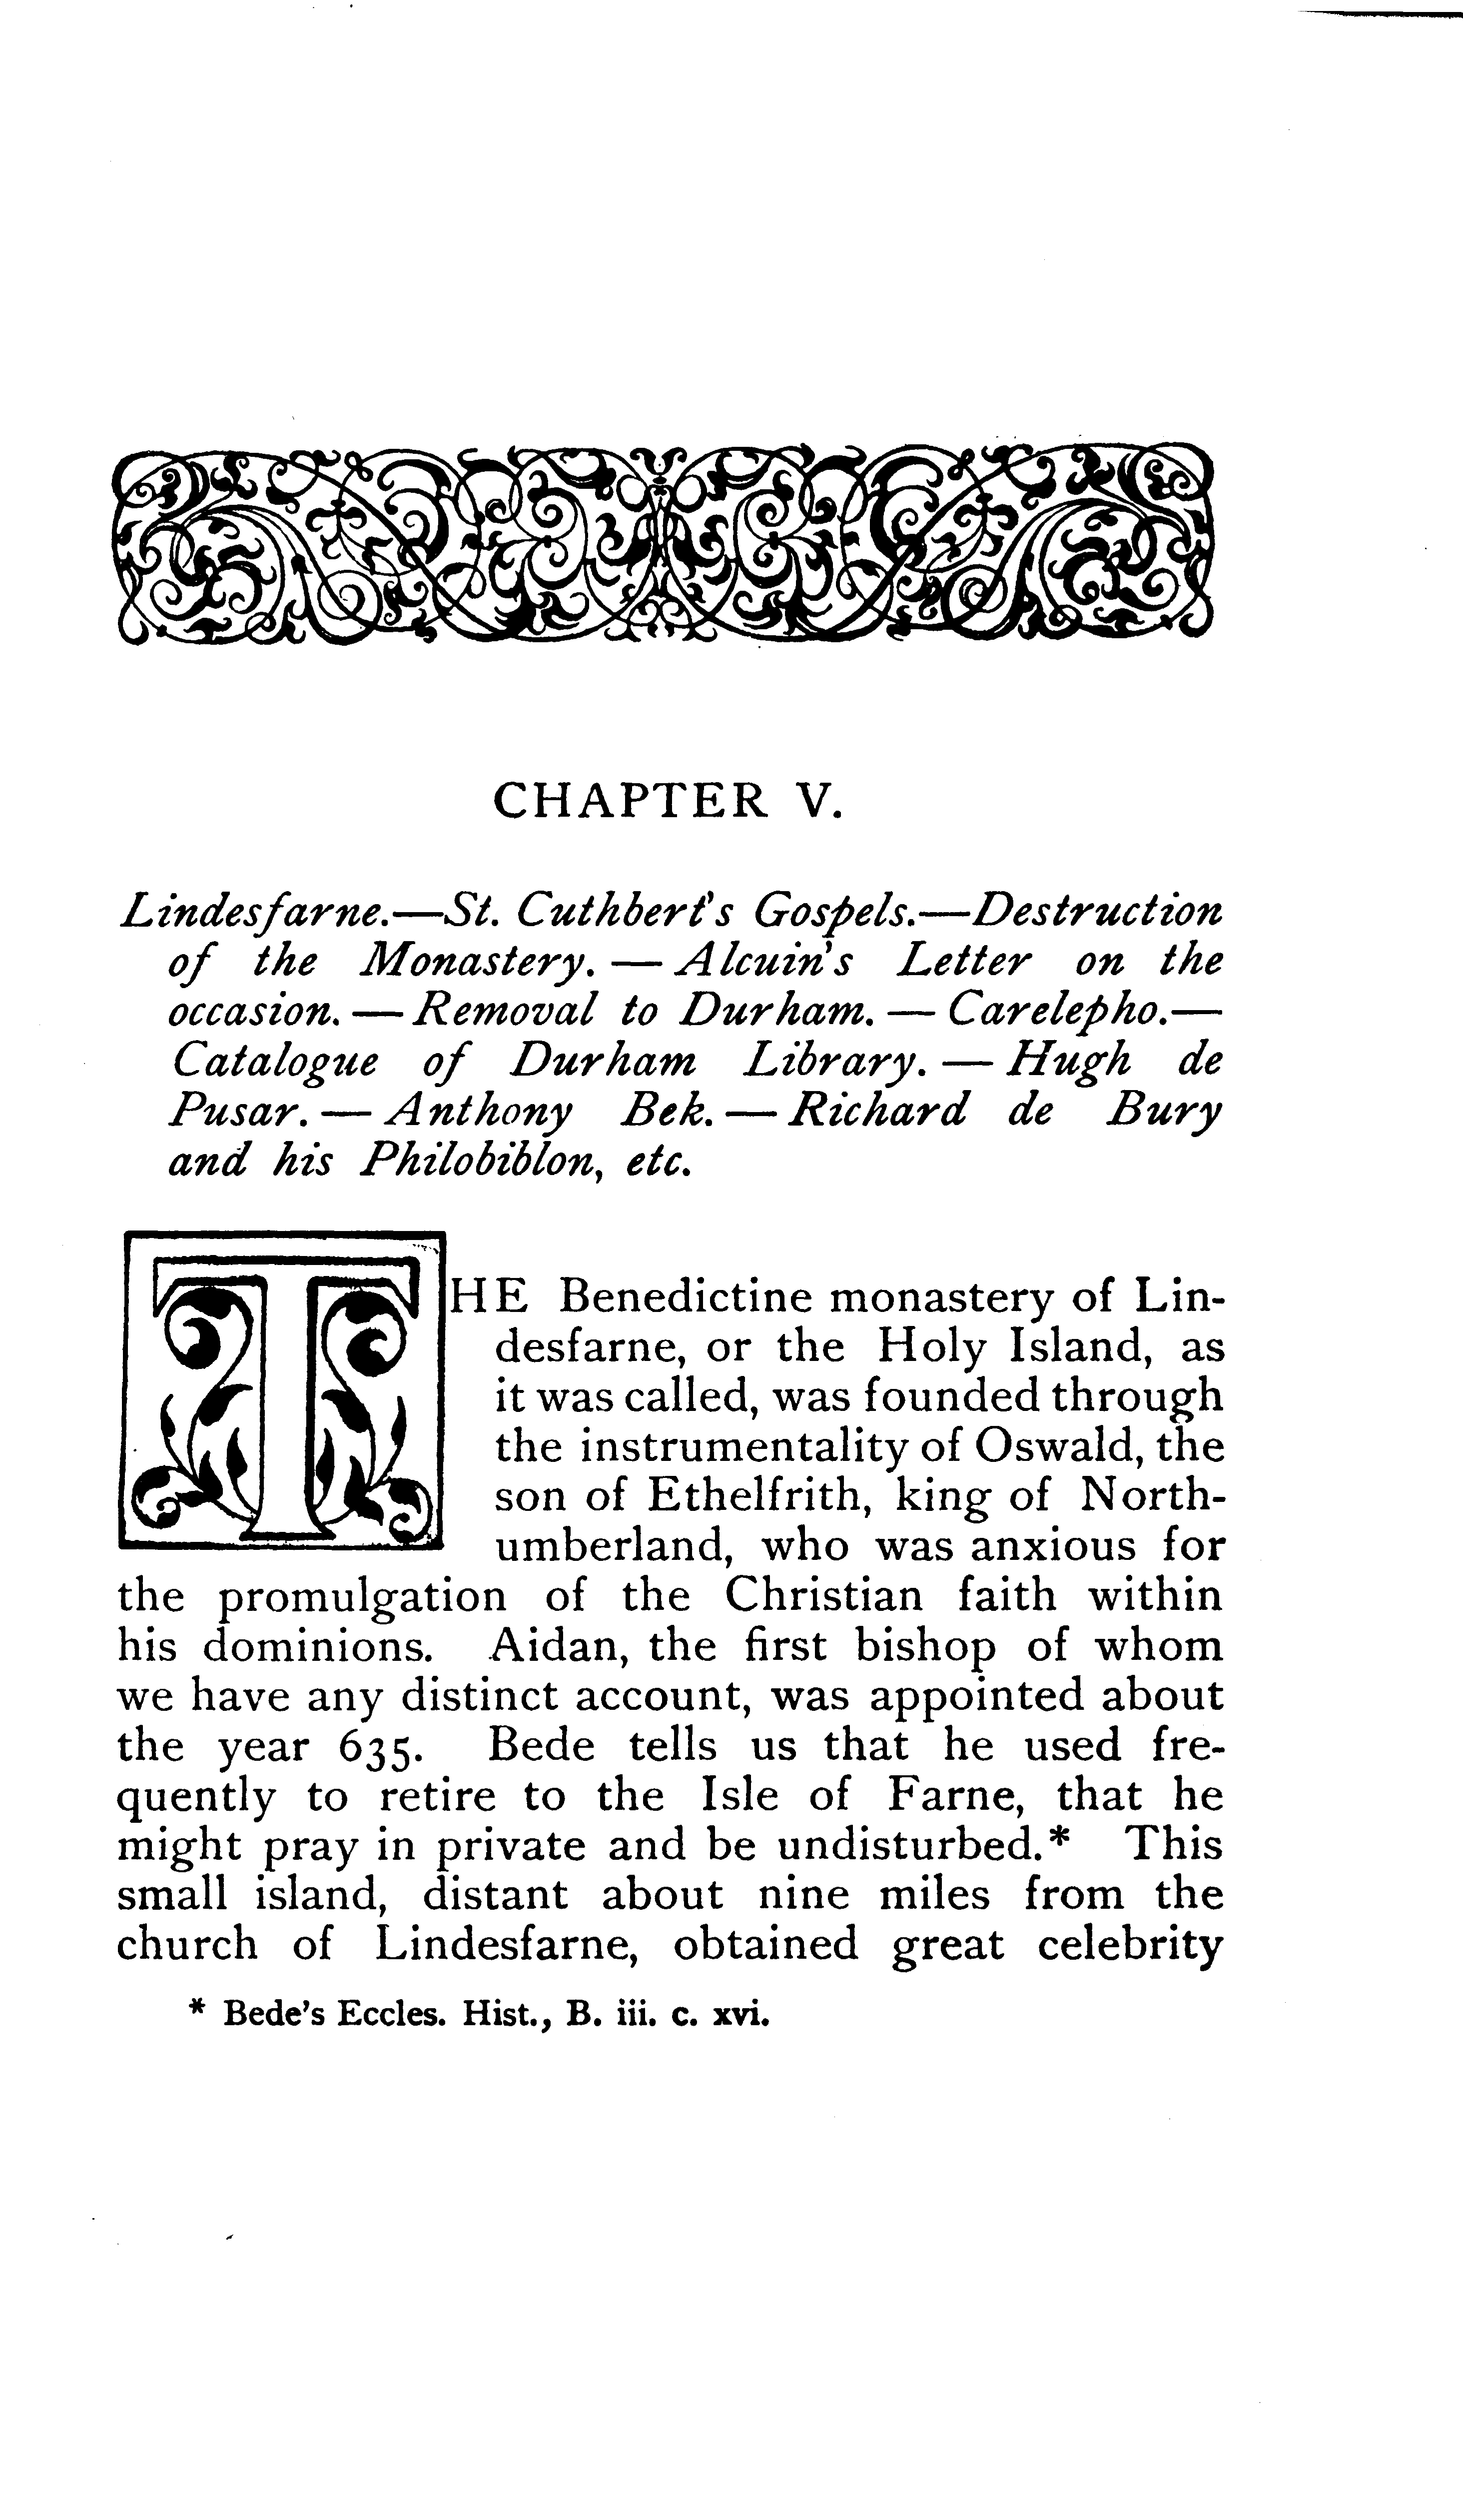 CHAPTER V.
Lindesfarne.—St. Cuthbert's Gospels.—Destruction
of the Monastery. — Alcuin's Letter on the
occasion. — Removal to Durham. — Carelepho.—
Catalogue of Durham Library. — Hugh de
Pusar. — Anthony Bek. — Richard de Bury
and his Philobiblon, etc.
THE Benedictine monastery of Lin-
desfarne, or the Holy Island, as
it was called, was founded through
the instrumentality of Oswald, the
son of Ethelfrith, king of North-
umberland, who was anxious for
the promulgation of the Christian faith within
his dominions. Aidan, the first bishop of whom
we have any distinct account, was appointed about
the year 635. Bede tells us that he used fre-
quently to retire to the Isle of Farne, that he
might pray in private and be undisturbed.* This
small island, distant about nine miles from the
church of Lindesfarne, obtained great celebrity
* Bede's Eccles. Hist., B. iii. c. xvi.